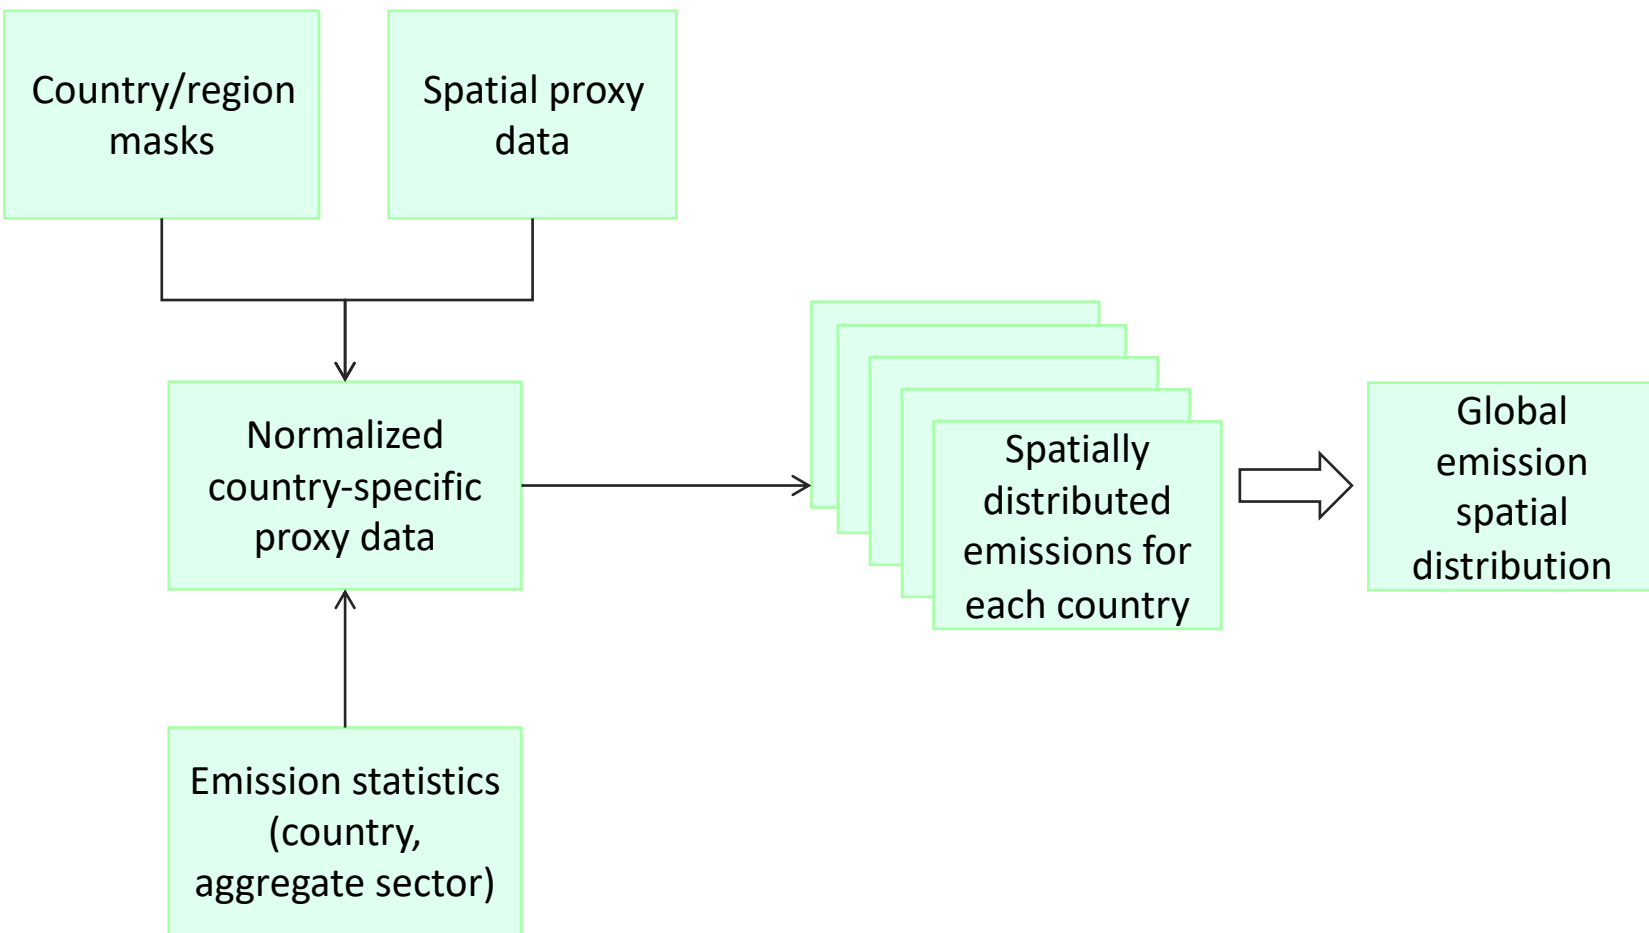 Country/region
masks
Spatial proxy
data
Normalized
country-specific
proxy data
Spatially
distributed
emissions for
each country
Global
emission
spatial
distribution
Emission statistics
(country,
aggregate sector)